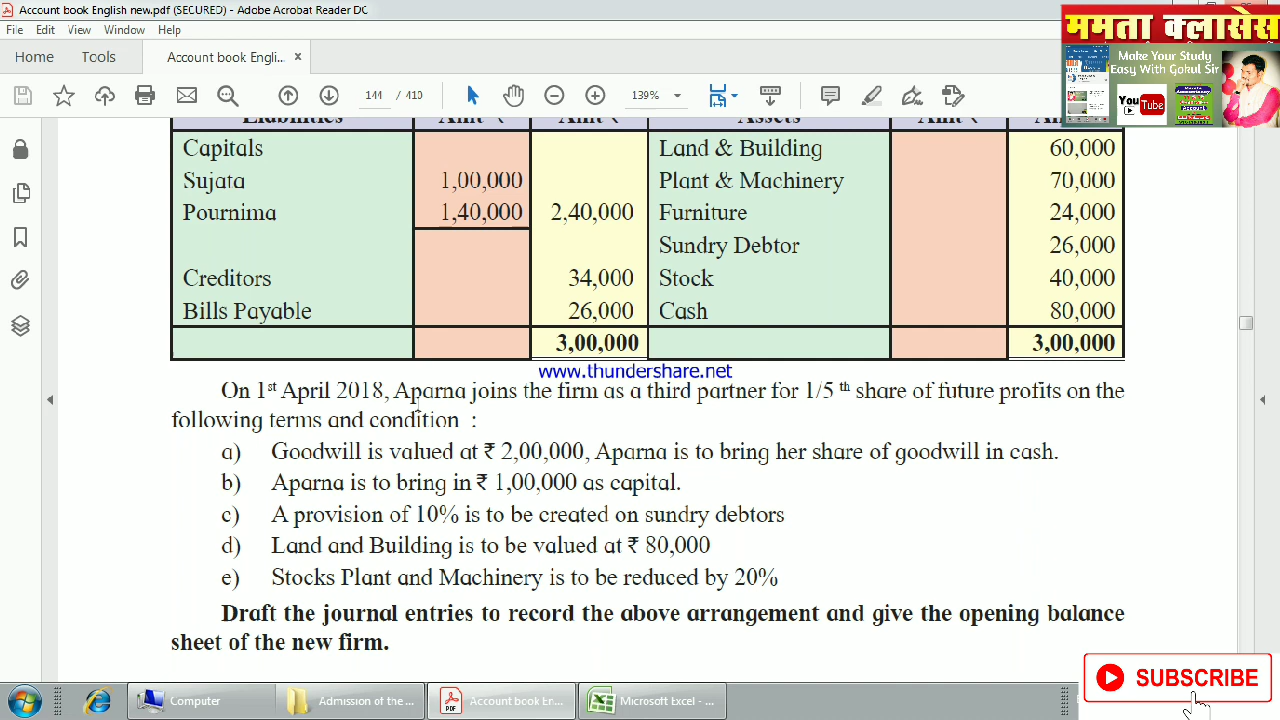 Account book English new.pdf (SECURED) - Adobe Acrobat Reader DC
File Edit View Window Help
Home Tools Account book Engli... ×
144 / 410 139%
ममता क्लासेस
Make Your Study
Easy With Gokul Sir
You Tube
Capitals Land & Building 60,000
Sujata 1,00,000 Plant & Machinery 70,000
Pournima 1,40,000 2,40,000 Furniture 24,000
Sundry Debtor 26,000
Creditors 34,000 Stock 40,000
Bills Payable 26,000 Cash 80,000
3,00,000 3,00,000
www.thundershare.net
On 1st April 2018, Aparna joins the firm as a third partner for 1/5 th share of future profits on the
following terms and condition :
a) Goodwill is valued at ₹ 2,00,000, Aparna is to bring her share of goodwill in cash.
b) Aparna is to bring in ₹ 1,00,000 as capital.
c) A provision of 10% is to be created on sundry debtors
d) Land and Building is to be valued at ₹ 80,000
e) Stocks Plant and Machinery is to be reduced by 20%
Draft the journal entries to record the above arrangement and give the opening balance
sheet of the new firm.
SUBSCRIBE
Computer Admission of the ... Account book En... Microsoft Excel - ...